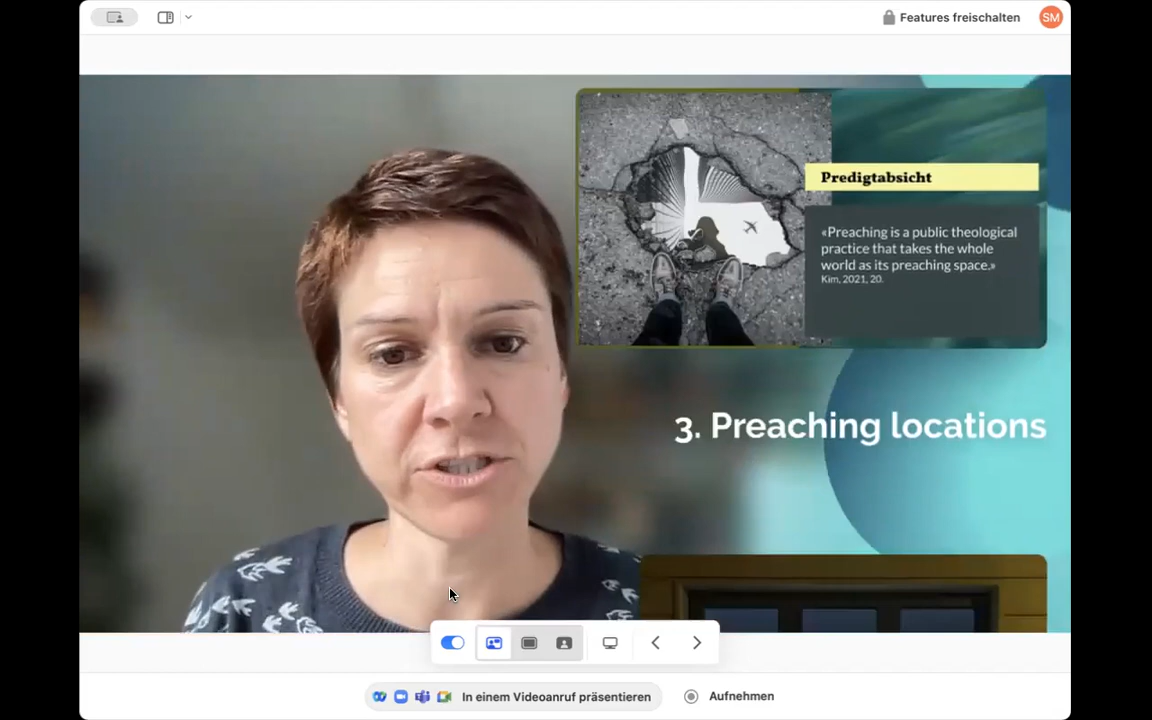 Features freischalten
SM
Predigtabsicht
«Preaching is a public theological
practice that takes the whole
world as its preaching space.»
Kim, 2021, 20.
3. Preaching locations
In einem Videoanruf präsentieren
Aufnehmen